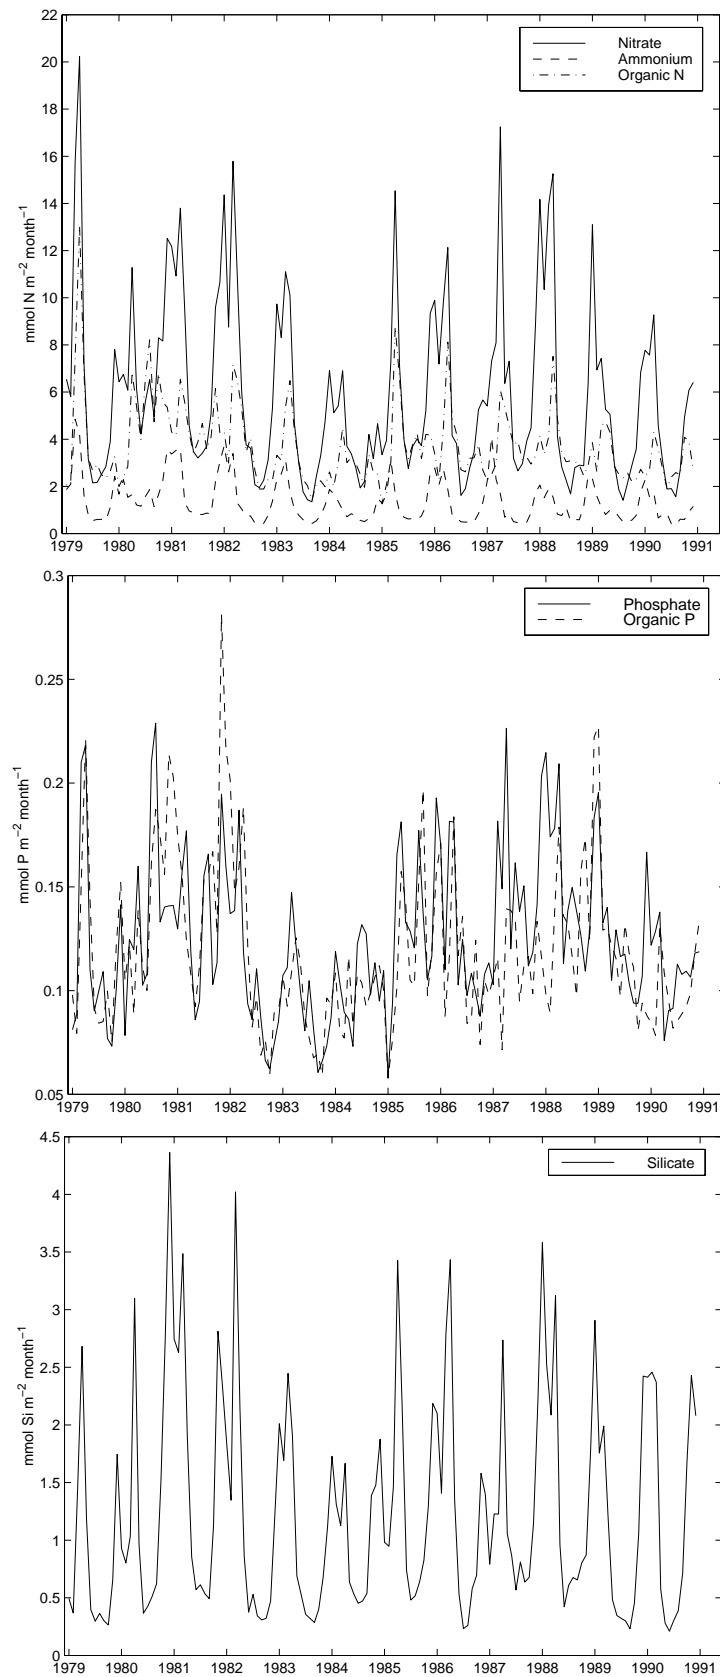 22
20
18
16
14
12
10
8
6
4
2
0
mmol N m−2 month−1
Nitrate
Ammonium
Organic N
1979 1980 1981 1982 1983 1984 1985 1986 1987 1988 1989 1990 1991
0.3
0.25
0.2
0.15
0.1
0.05
mmol P m−2 month−1
Phosphate
Organic P
1979 1980 1981 1982 1983 1984 1985 1986 1987 1988 1989 1990 1991
4.5
4
3.5
3
2.5
2
1.5
1
0.5
0
mmol Si m−2 month−1
Silicate
1979 1980 1981 1982 1983 1984 1985 1986 1987 1988 1989 1990 1991